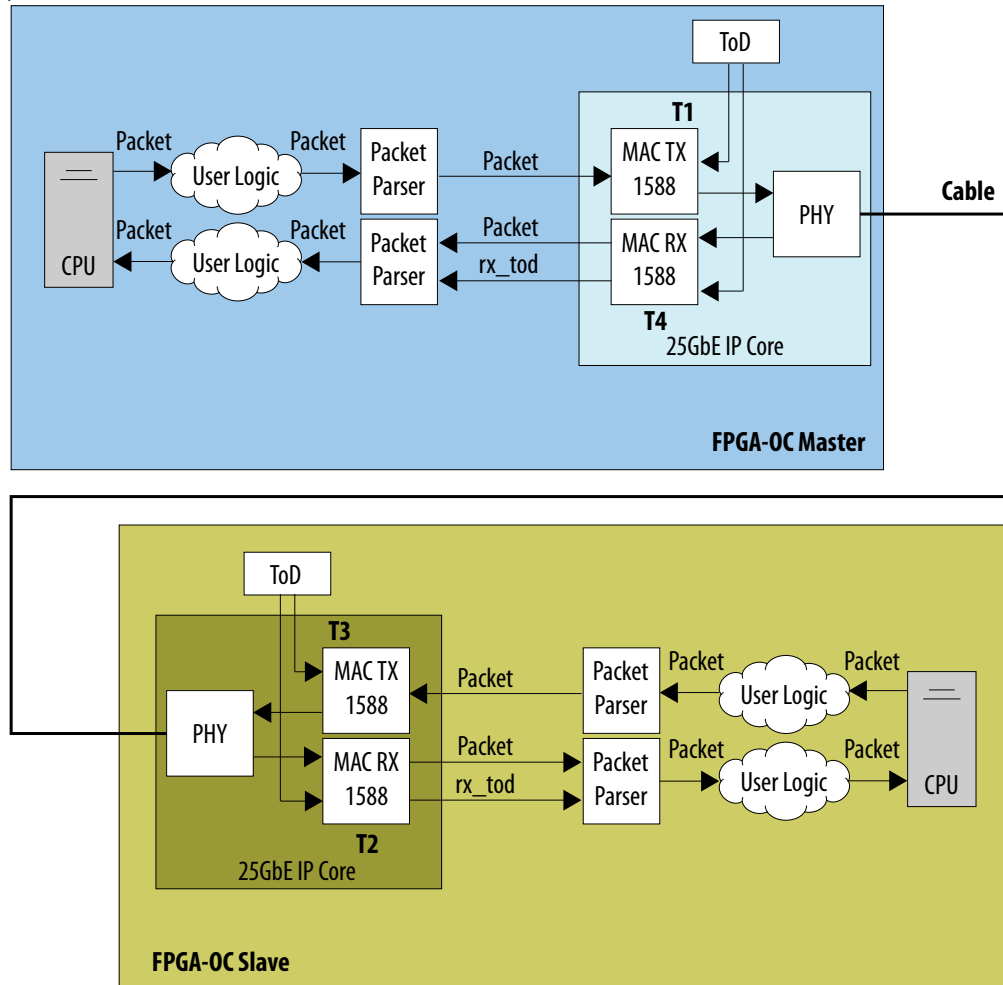 ToD
T1
Packet
Packet
Packet
Parser
Packet
MAC TX
1588
User Logic
PHY
Cable
Packet
Packet
Packet
Parser
Packet
rx_tod
MAC RX
1588
User Logic
CPU
T4
25GbE IP Core
FPGA-OC Master
ToD
T3
MAC TX
1588
Packet
Packet
Parser
Packet
Packet
User Logic
PHY
MAC RX
1588
Packet
rx_tod
Packet
Parser
Packet
Packet
User Logic
CPU
T2
25GbE IP Core
FPGA-OC Slave